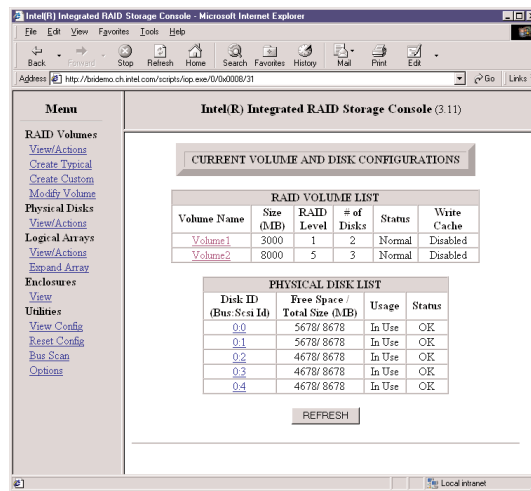 Intel(R) Integrated RAID Storage Console - Microsoft Internet Explorer
File Edit View Favorites Tools Help
Back Forward Stop Refresh Home Search Favorites History Mail Print Edit
Address http://bridemo.ch.intel.com/scripts/iop.exe/0/0x0008/31 Go Links
Menu
RAID Volumes
View/Actions
Create Typical
Create Custom
Modify Volume
Physical Disks
View/Actions
Logical Arrays
View/Actions
Expand Array
Enclosures
View
Utilities
View Config
Reset Config
Bus Scan
Options
Intel(R) Integrated RAID Storage Console (3.11)
CURRENT VOLUME AND DISK CONFIGURATIONS
RAID VOLUME LIST
Volume Name Size (MB) RAID Level # of Disks Status Write Cache
Volume1 3000 1 2 Normal Disabled
Volume2 8000 5 3 Normal Disabled
PHYSICAL DISK LIST
Disk ID (Bus:Scsi Id) Free Space / Total Size (MB) Usage Status
0:0 5678/ 8678 In Use OK
0:1 5678/ 8678 In Use OK
0:2 4678/ 8678 In Use OK
0:3 4678/ 8678 In Use OK
0:4 4678/ 8678 In Use OK
REFRESH
Local intranet